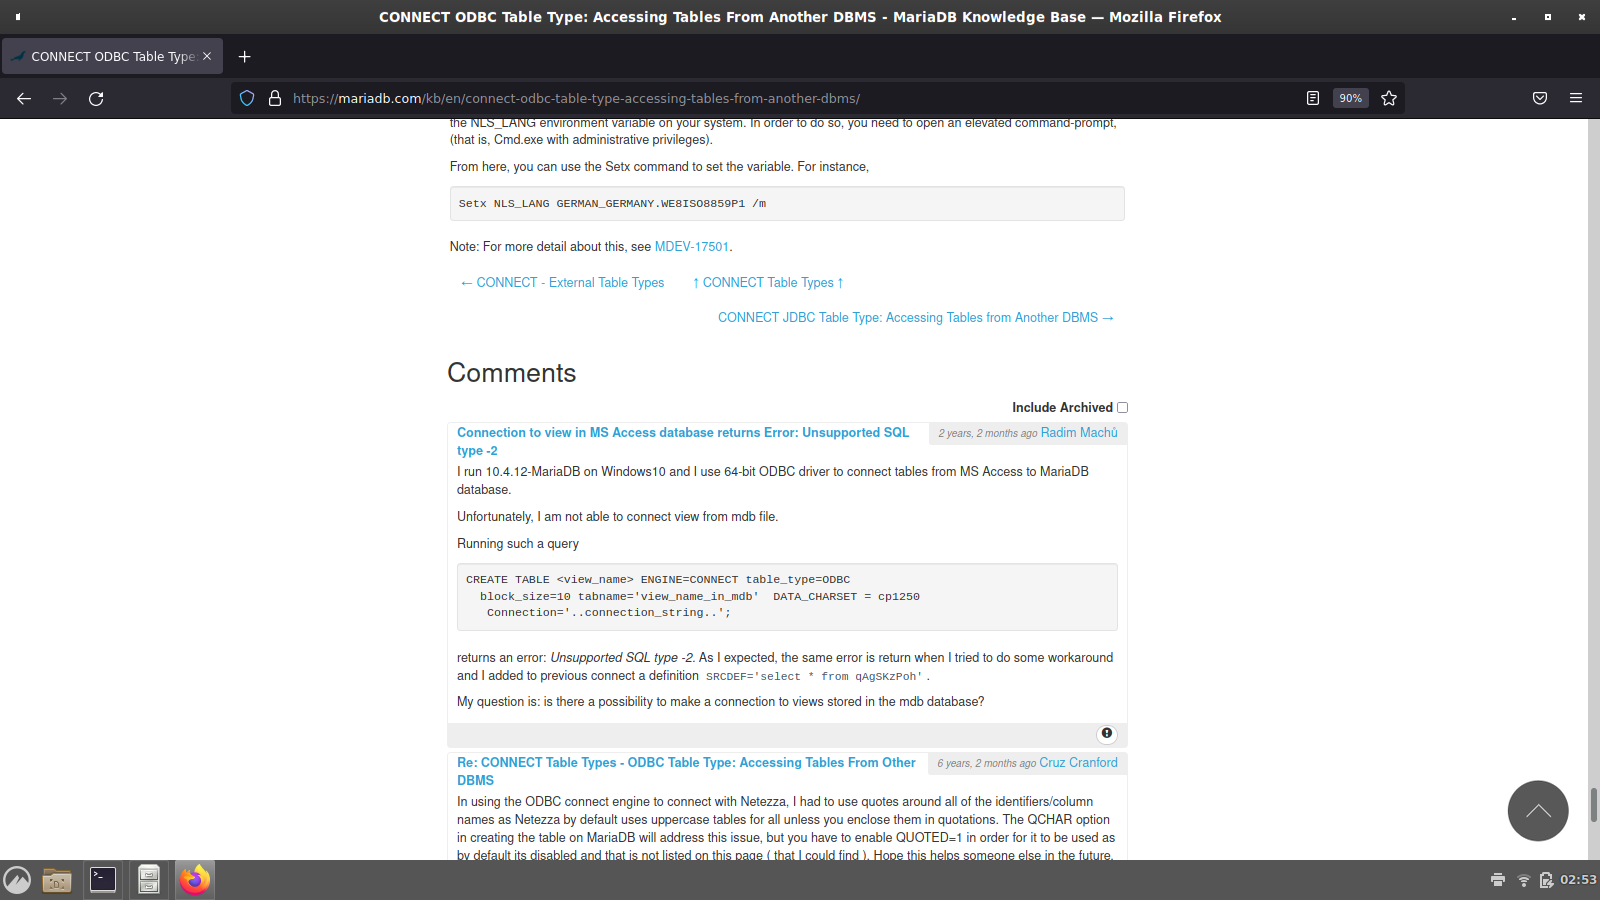 CONNECT ODBC Table Type: Accessing Tables From Another DBMS - MariaDB Knowledge Base — Mozilla Firefox
CONNECT ODBC Table Type:
https://mariadb.com/kb/en/connect-odbc-table-type-accessing-tables-from-another-dbms/
90%
the NLS_LANG environment variable on your system. In order to do so, you need to open an elevated command-prompt,
(that is, Cmd.exe with administrative privileges).
From here, you can use the Setx command to set the variable. For instance,
Setx NLS_LANG GERMAN_GERMANY.WE8ISO8859P1 /m
Note: For more detail about this, see MDEV-17501.
← CONNECT - External Table Types
↑ CONNECT Table Types ↑
CONNECT JDBC Table Type: Accessing Tables from Another DBMS →
Comments
Include Archived
Connection to view in MS Access database returns Error: Unsupported SQL
type -2
2 years, 2 months ago Radim Machů
I run 10.4.12-MariaDB on Windows10 and I use 64-bit ODBC driver to connect tables from MS Access to MariaDB
database.
Unfortunately, I am not able to connect view from mdb file.
Running such a query
CREATE TABLE <view_name> ENGINE=CONNECT table_type=ODBC
block_size=10 tabname='view_name_in_mdb'  DATA_CHARSET = cp1250
Connection='..connection_string..';
returns an error: Unsupported SQL type -2. As I expected, the same error is return when I tried to do some workaround
and I added to previous connect a definition SRCDEF='select * from qAgSKzPoh'.
My question is: is there a possibility to make a connection to views stored in the mdb database?
Re: CONNECT Table Types - ODBC Table Type: Accessing Tables From Other
DBMS
6 years, 2 months ago Cruz Cranford
In using the ODBC connect engine to connect with Netezza, I had to use quotes around all of the identifiers/column
names as Netezza by default uses uppercase tables for all unless you enclose them in quotations. The QCHAR option
in creating the table on MariaDB will address this issue, but you have to enable QUOTED=1 in order for it to be used as
by default its disabled and that is not listed on this page ( that I could find ). Hope this helps someone else in the future.
02:53